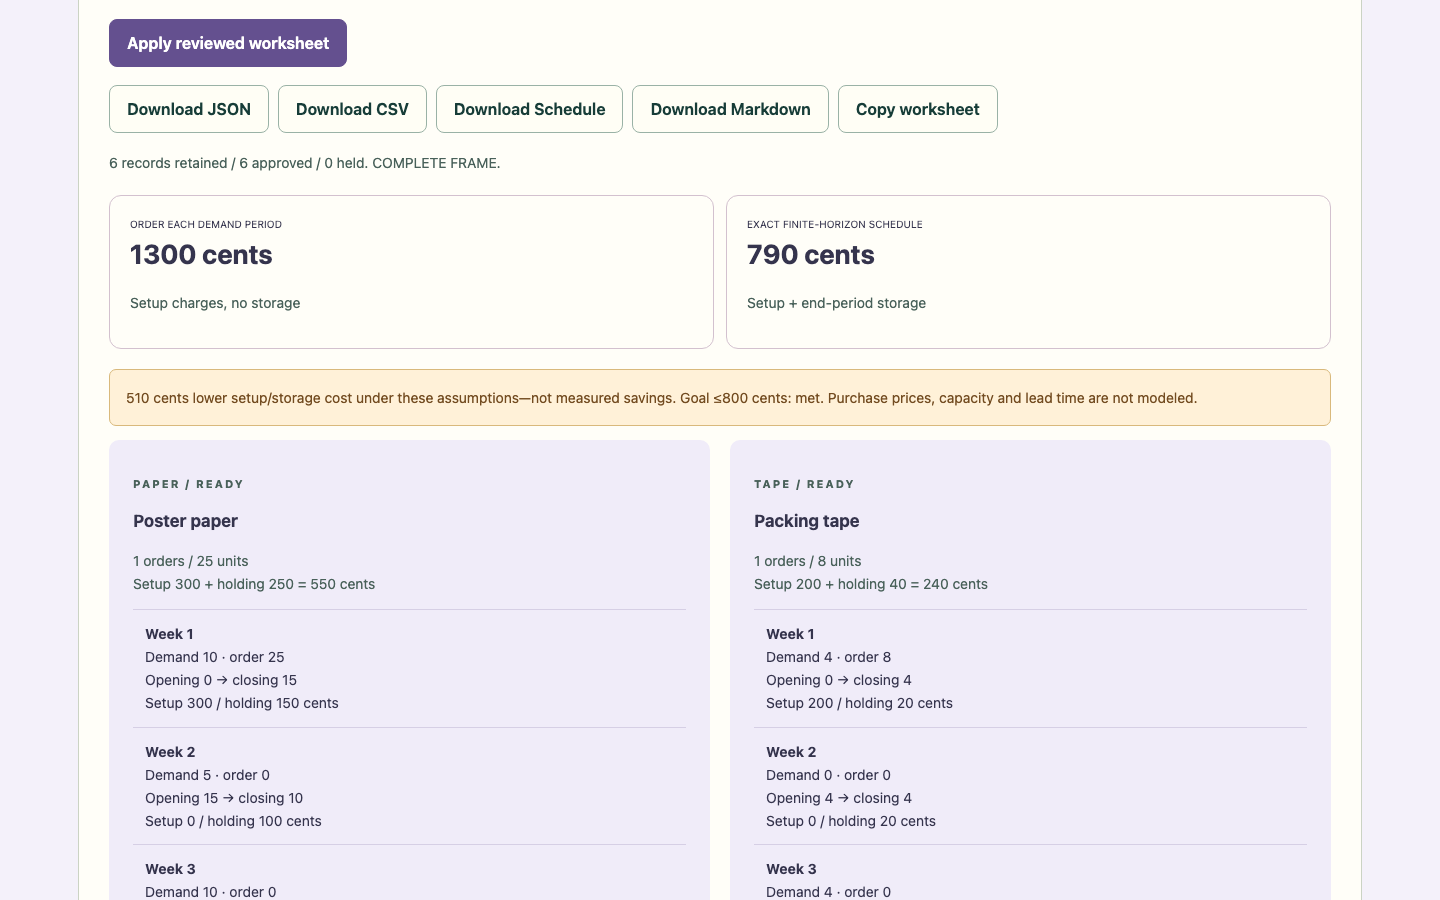 Apply reviewed worksheet
Download JSON
Download CSV
Download Schedule
Download Markdown
Copy worksheet
6 records retained / 6 approved / 0 held. COMPLETE FRAME.
ORDER EACH DEMAND PERIOD
1300 cents
Setup charges, no storage
EXACT FINITE-HORIZON SCHEDULE
790 cents
Setup + end-period storage
510 cents lower setup/storage cost under these assumptions—not measured savings. Goal ≤800 cents: met. Purchase prices, capacity and lead time are not modeled.
PAPER / READY
Poster paper
1 orders / 25 units
Setup 300 + holding 250 = 550 cents
Week 1
Demand 10 · order 25
Opening 0 → closing 15
Setup 300 / holding 150 cents
Week 2
Demand 5 · order 0
Opening 15 → closing 10
Setup 0 / holding 100 cents
Week 3
Demand 10 · order 0
TAPE / READY
Packing tape
1 orders / 8 units
Setup 200 + holding 40 = 240 cents
Week 1
Demand 4 · order 8
Opening 0 → closing 4
Setup 200 / holding 20 cents
Week 2
Demand 0 · order 0
Opening 4 → closing 4
Setup 0 / holding 20 cents
Week 3
Demand 4 · order 0